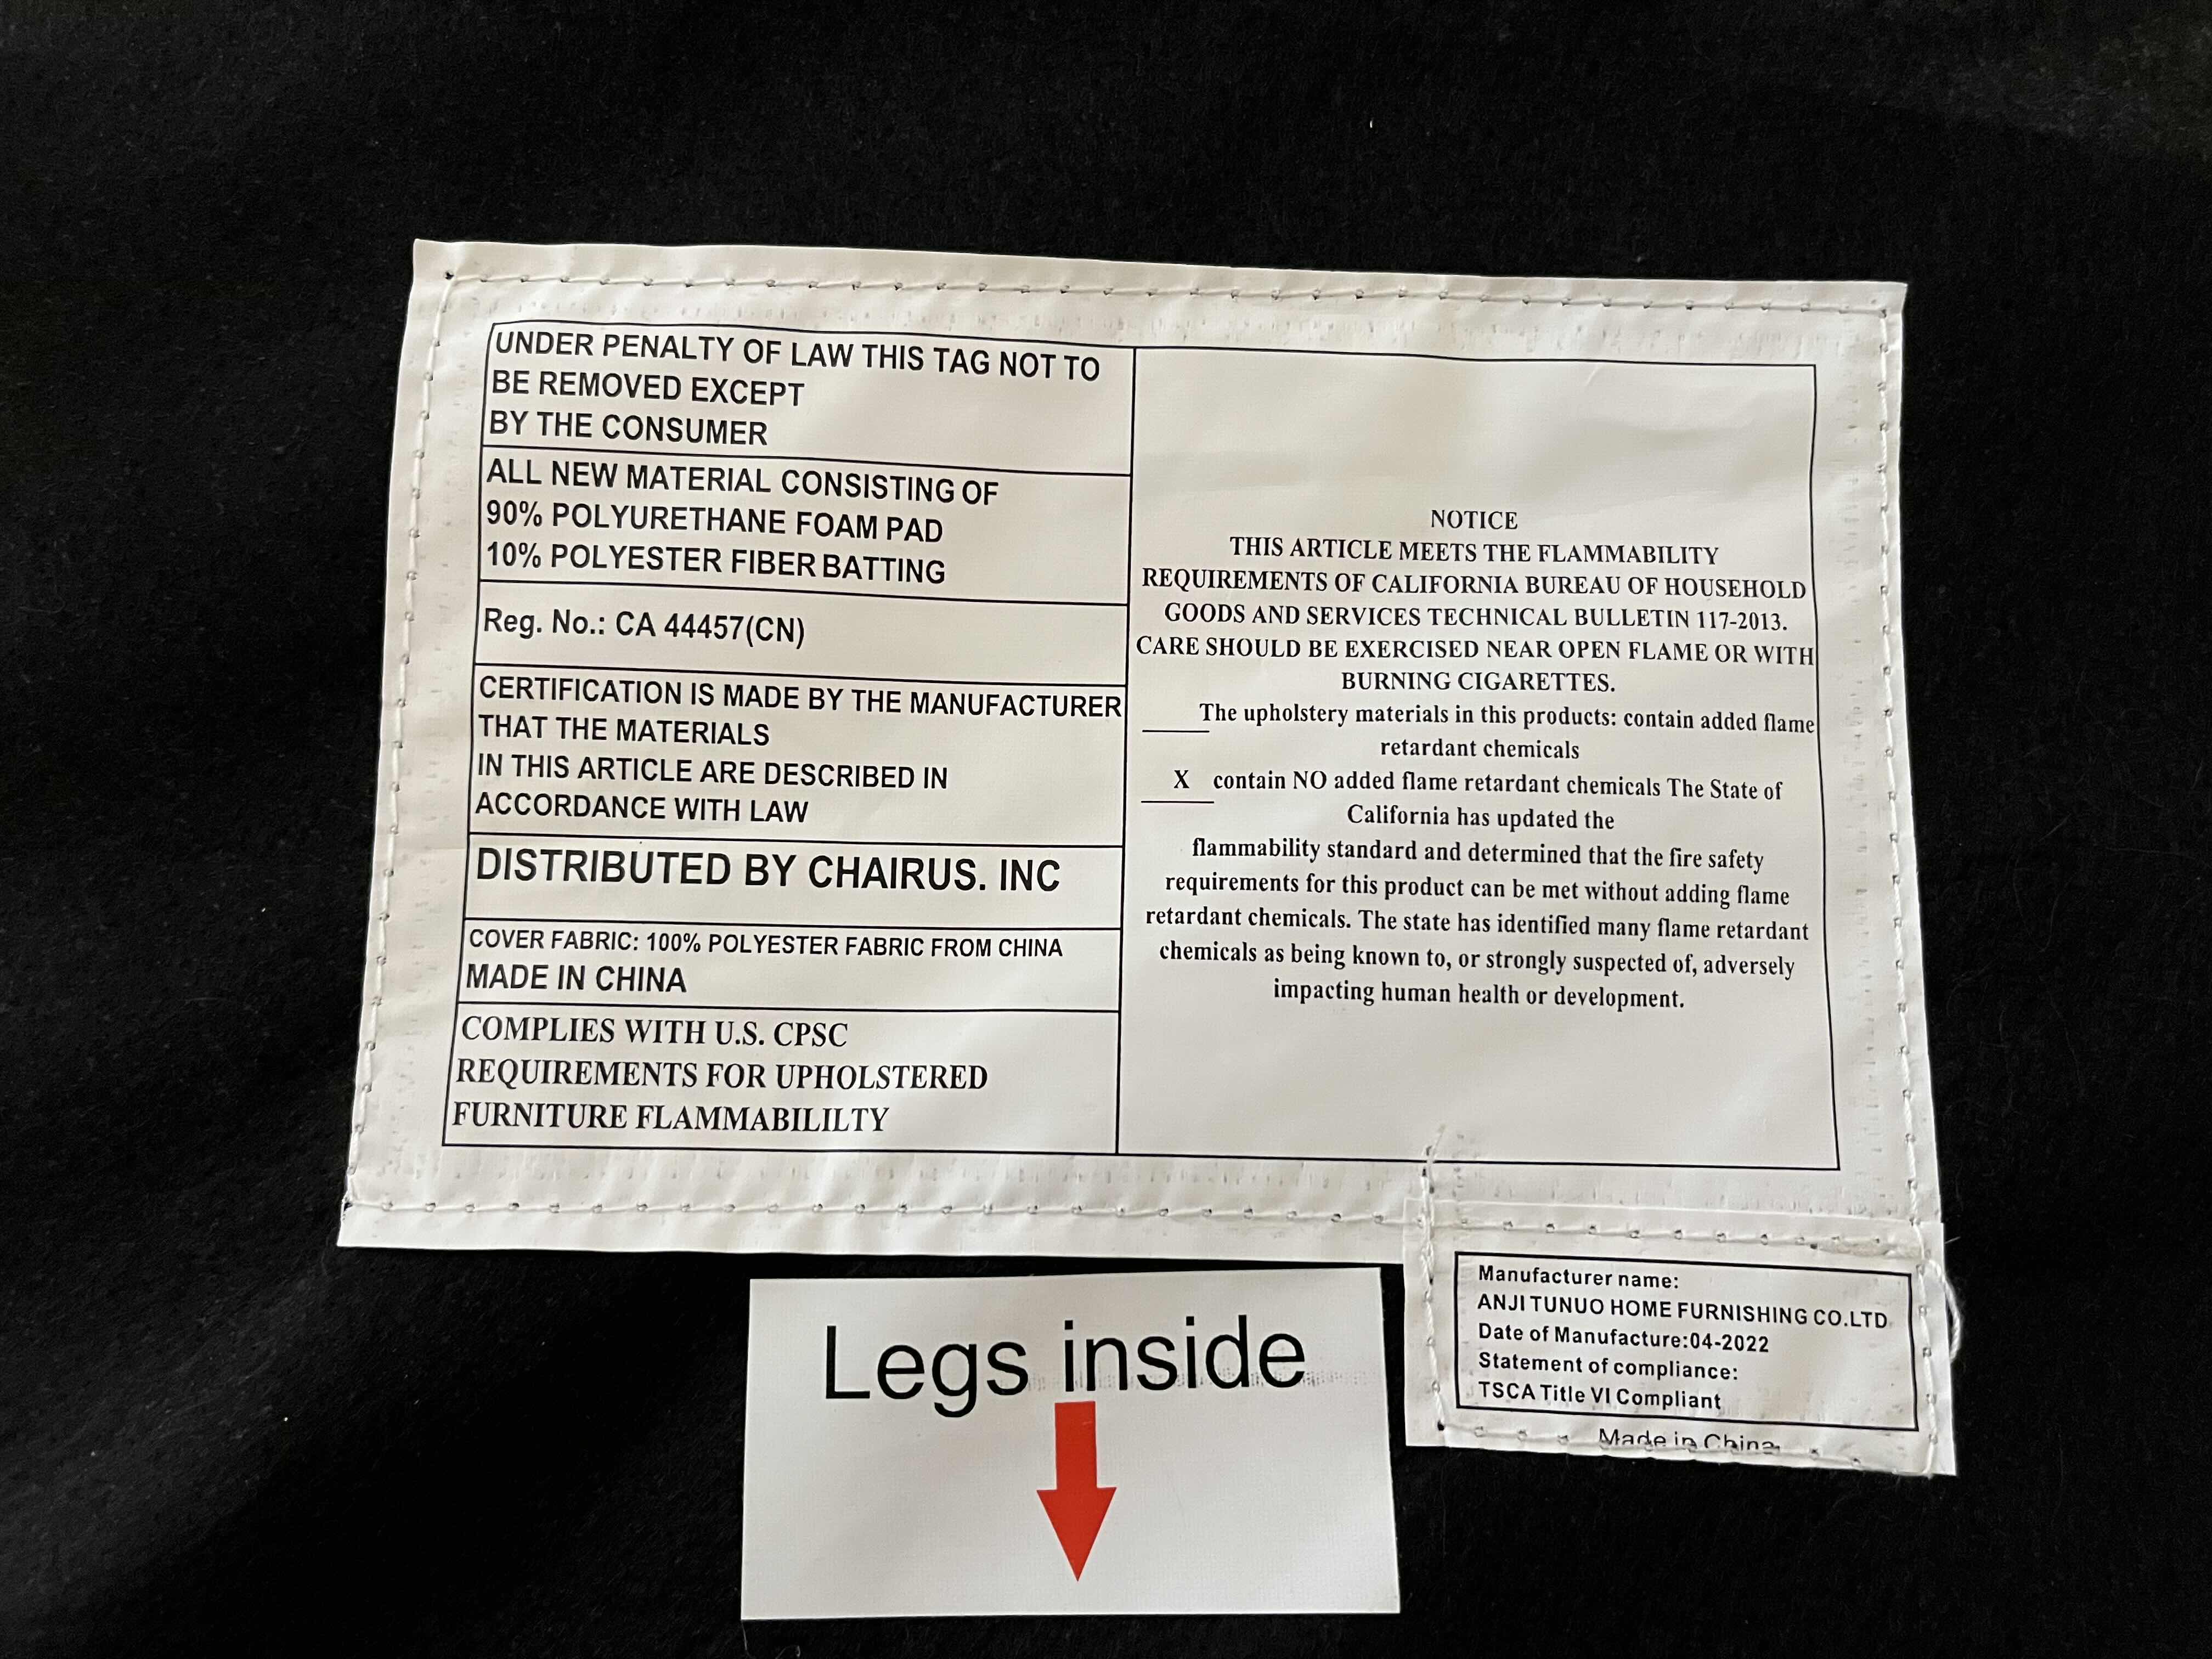 UNDER PENALTY OF LAW THIS TAG NOT TO
BE REMOVED EXCEPT
BY THE CONSUMER
ALL NEW MATERIAL CONSISTING OF
90% POLYURETHANE FOAM PAD
10% POLYESTER FIBER BATTING
Reg. No.: CA 44457(CN)
CERTIFICATION IS MADE BY THE MANUFACTURER
THAT THE MATERIALS
IN THIS ARTICLE ARE DESCRIBED IN
ACCORDANCE WITH LAW
DISTRIBUTED BY CHAIRUS. INC
COVER FABRIC: 100% POLYESTER FABRIC FROM CHINA
MADE IN CHINA
COMPLIES WITH U.S. CPSC
REQUIREMENTS FOR UPHOLSTERED
FURNITURE FLAMMABILILTY
NOTICE
THIS ARTICLE MEETS THE FLAMMABILITY
REQUIREMENTS OF CALIFORNIA BUREAU OF HOUSEHOLD
GOODS AND SERVICES TECHNICAL BULLETIN 117-2013.
CARE SHOULD BE EXERCISED NEAR OPEN FLAME OR WITH
BURNING CIGARETTES.
______The upholstery materials in this products: contain added flame
retardant chemicals
X contain NO added flame retardant chemicals The State of
California has updated the
flammability standard and determined that the fire safety
requirements for this product can be met without adding flame
retardant chemicals. The state has identified many flame retardant
chemicals as being known to, or strongly suspected of, adversely
impacting human health or development.
Legs inside
Manufacturer name:
ANJI TUNUO HOME FURNISHING CO.LTD
Date of Manufacture:04-2022
Statement of compliance:
TSCA Title VI Compliant
Made in China